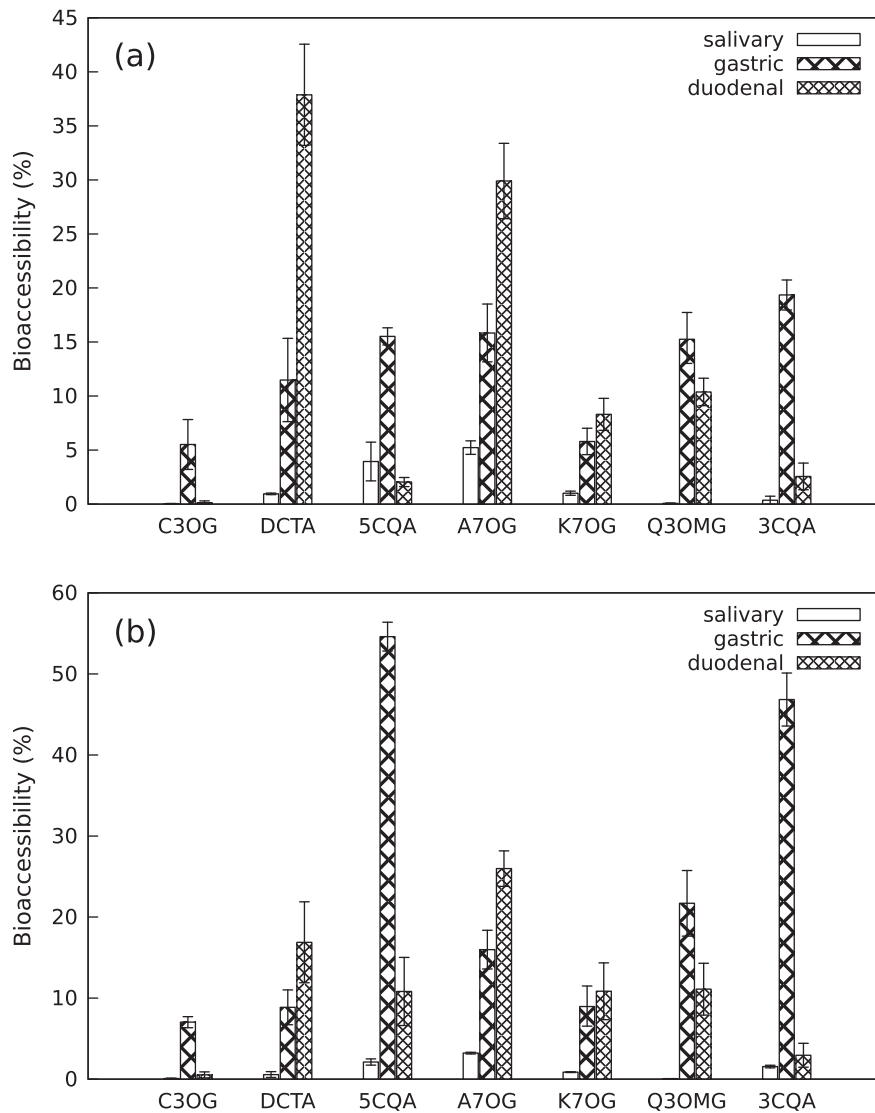 (a)
salivary
gastric
duodenal
Bioaccessibility (%)
45
40
35
30
25
20
15
10
5
0
C3OG DCTA 5CQA A7OG K7OG Q3OMG 3CQA
(b)
salivary
gastric
duodenal
Bioaccessibility (%)
60
50
40
30
20
10
0
C3OG DCTA 5CQA A7OG K7OG Q3OMG 3CQA